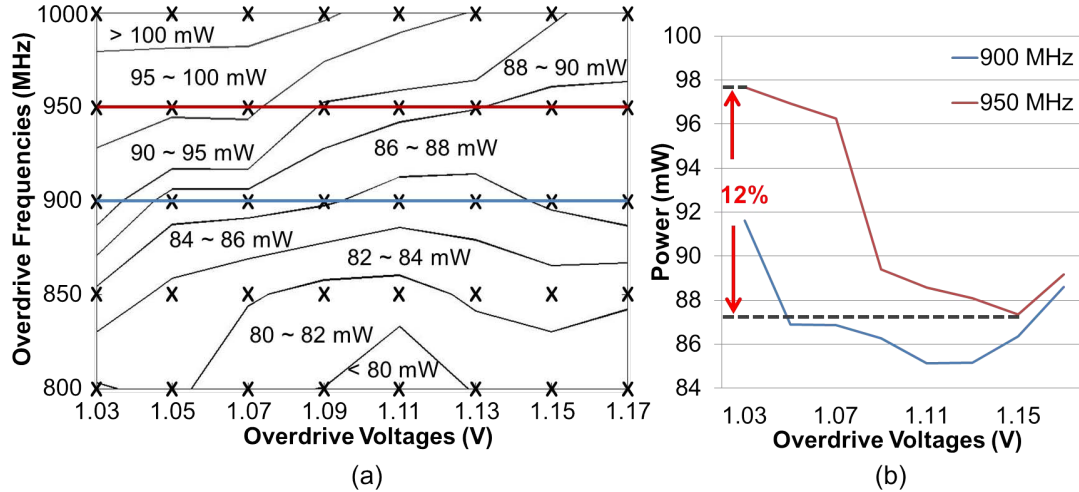 Overdrive Frequencies (MHz)
1000
950
900
850
800
> 100 mW
95 ~ 100 mW
88 ~ 90 mW
90 ~ 95 mW
86 ~ 88 mW
84 ~ 86 mW
82 ~ 84 mW
80 ~ 82 mW
< 80 mW
1.03 1.05 1.07 1.09 1.11 1.13 1.15 1.17
Overdrive Voltages (V)
(a)
Power (mW)
100
98
96
94
92
90
88
86
84
900 MHz
950 MHz
12%
1.03 1.07 1.11 1.15
Overdrive Voltages (V)
(b)